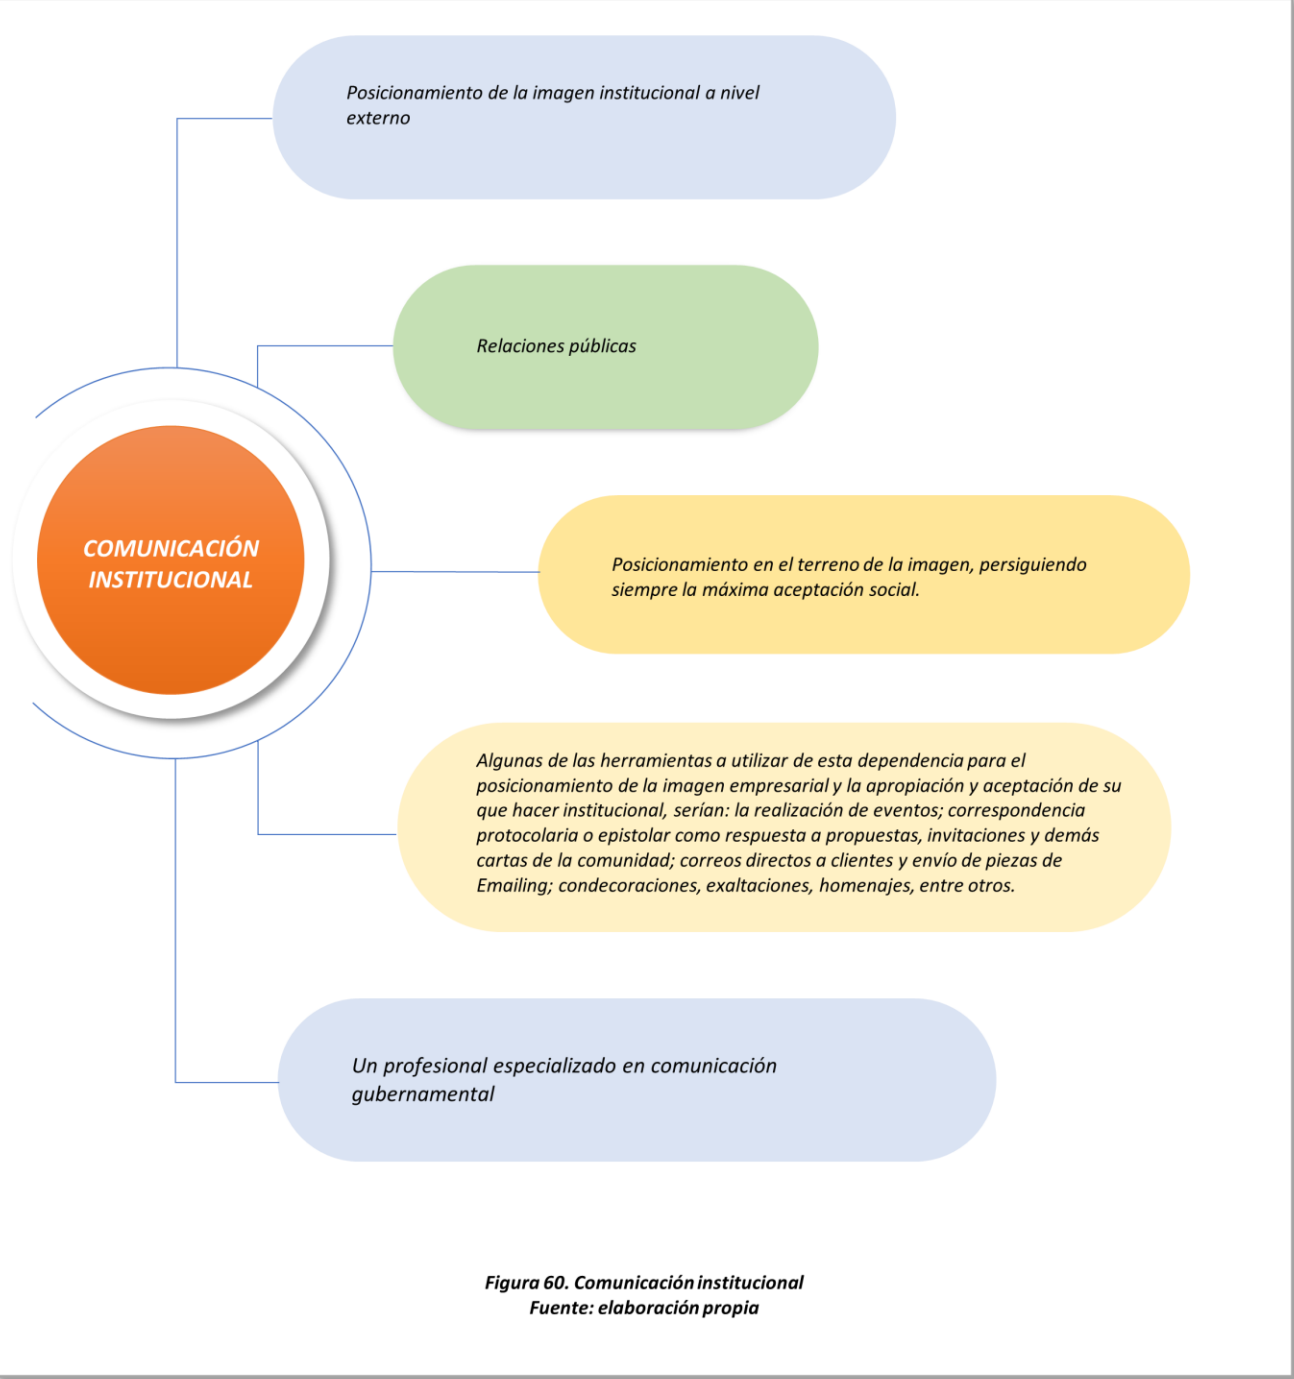 Posicionamiento de la imagen institucional a nivel
externo
Relaciones públicas
COMUNICACIÓN
INSTITUCIONAL
Posicionamiento en el terreno de la imagen, persiguiendo
siempre la máxima aceptación social.
Algunas de las herramientas a utilizar de esta dependencia para el
posicionamiento de la imagen empresarial y la apropiación y aceptación de su
que hacer institucional, serían: la realización de eventos; correspondencia
protocolaria o epistolar como respuesta a propuestas, invitaciones y demás
cartas de la comunidad; correos directos a clientes y envío de piezas de
Emailing; condecoraciones, exaltaciones, homenajes, entre otros.
Un profesional especializado en comunicación
gubernamental
Figura 60. Comunicación institucional
Fuente: elaboración propia